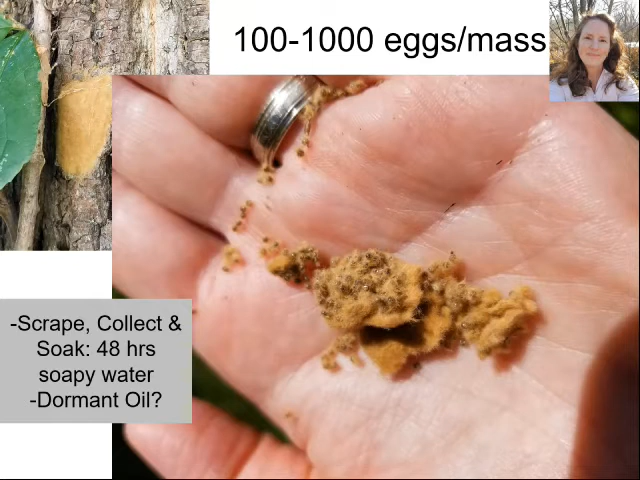 100-1000 eggs/mass
-Scrape, Collect &
Soak: 48 hrs
soapy water
-Dormant Oil?